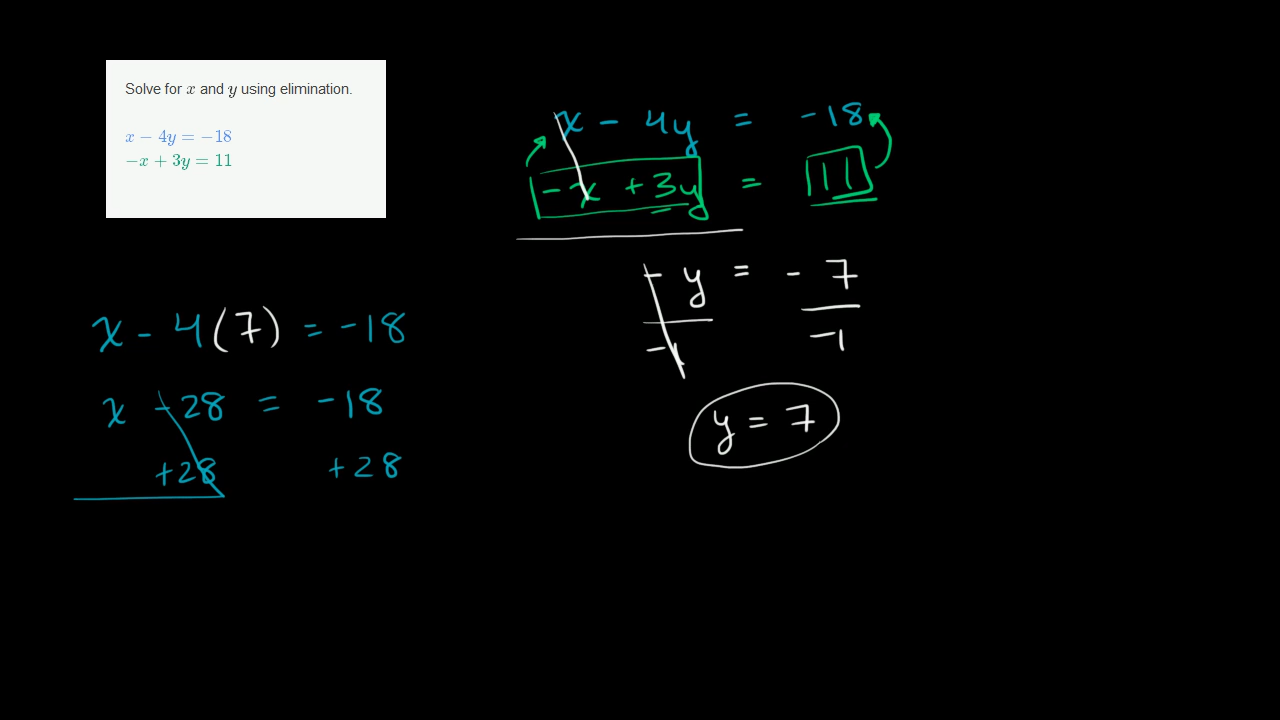 Solve for x and y using elimination.
x − 4y = −18
−x + 3y = 11
x - 4y = -18
-x + 3y = 11
-y = -7
-1 -1
y = 7
x - 4(7) = -18
x - 28 = -18
+28 +28